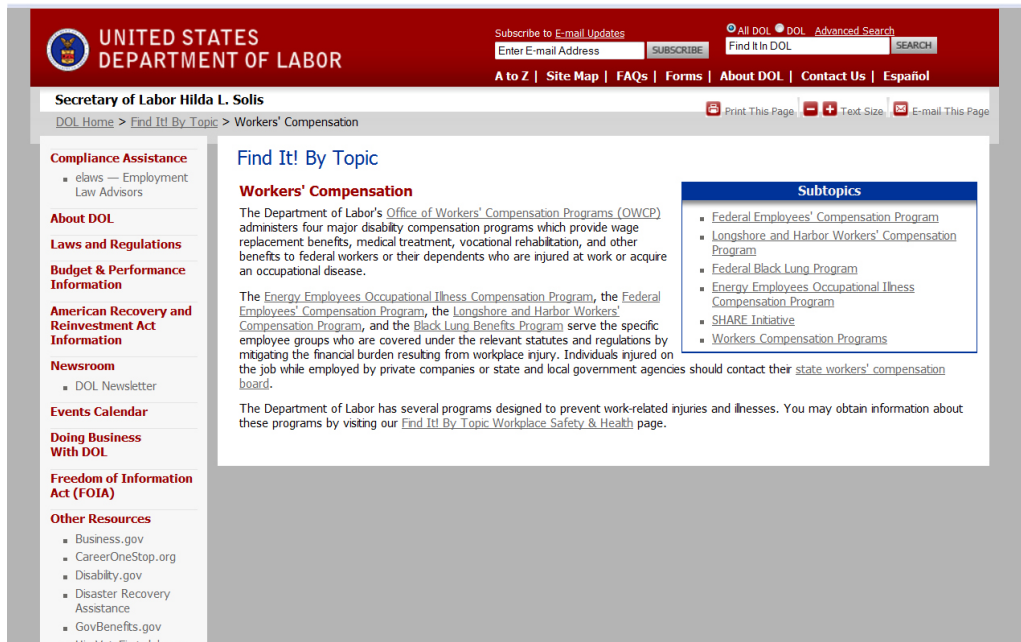 UNITED STATES
DEPARTMENT OF LABOR
Subscribe to E-mail Updates
Enter E-mail Address SUBSCRIBE
All DOL DOL Advanced Search
Find It In DOL SEARCH
A to Z | Site Map | FAQs | Forms | About DOL | Contact Us | Español
Secretary of Labor Hilda L. Solis
DOL Home > Find It! By Topic > Workers' Compensation
Print This Page Text Size E-mail This Page
Compliance Assistance
elaws — Employment
Law Advisors
About DOL
Laws and Regulations
Budget & Performance
Information
American Recovery and
Reinvestment Act
Information
Newsroom
DOL Newsletter
Events Calendar
Doing Business
With DOL
Freedom of Information
Act (FOIA)
Other Resources
Business.gov
CareerOneStop.org
Disability.gov
Disaster Recovery
Assistance
GovBenefits.gov
Find It! By Topic
Workers' Compensation
The Department of Labor's Office of Workers' Compensation Programs (OWCP)
administers four major disability compensation programs which provide wage
replacement benefits, medical treatment, vocational rehabilitation, and other
benefits to federal workers or their dependents who are injured at work or acquire
an occupational disease.
The Energy Employees Occupational Illness Compensation Program, the Federal
Employees' Compensation Program, the Longshore and Harbor Workers'
Compensation Program, and the Black Lung Benefits Program serve the specific
employee groups who are covered under the relevant statutes and regulations by
mitigating the financial burden resulting from workplace injury. Individuals injured on
the job while employed by private companies or state and local government agencies should contact their state workers' compensation
board.
The Department of Labor has several programs designed to prevent work-related injuries and illnesses. You may obtain information about
these programs by visiting our Find It! By Topic Workplace Safety & Health page.
Subtopics
Federal Employees' Compensation Program
Longshore and Harbor Workers' Compensation
Program
Federal Black Lung Program
Energy Employees Occupational Illness
Compensation Program
SHARE Initiative
Workers Compensation Programs